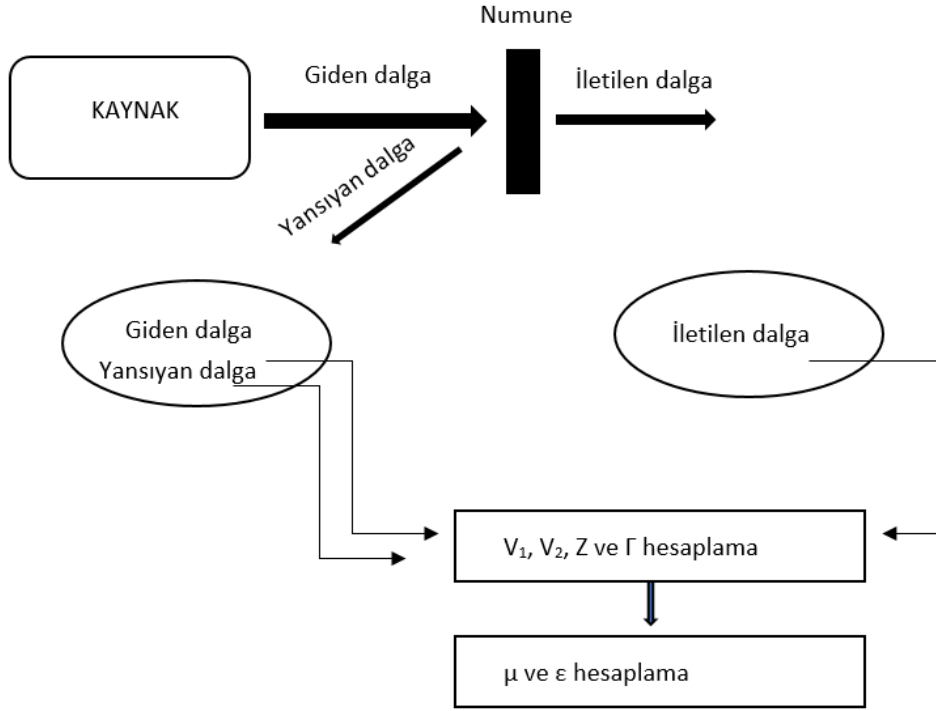 Numune
Giden dalga
İletilen dalga
KAYNAK
Yansıyan dalga
Giden dalga
Yansıyan dalga
İletilen dalga
V₁, V₂, Z ve Γ hesaplama
μ ve ε hesaplama